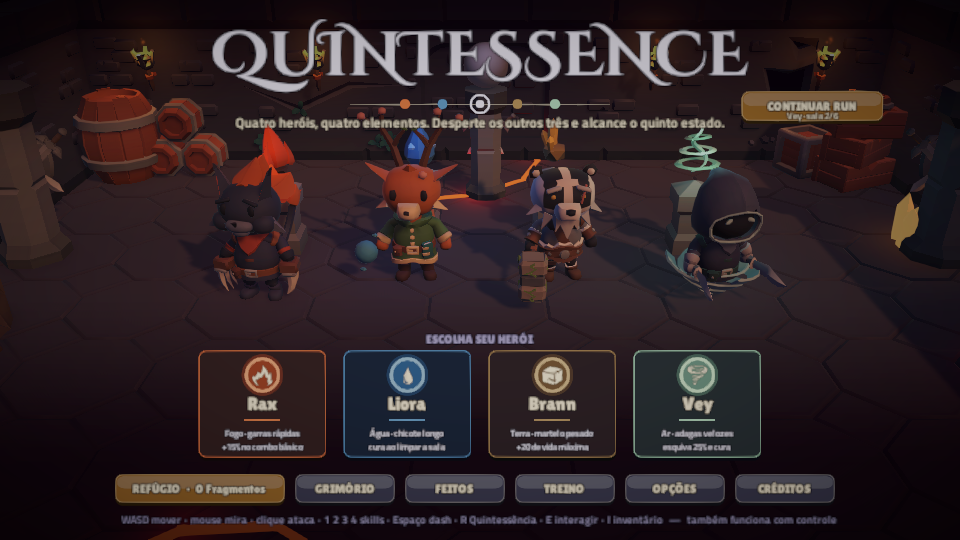 QUINTESSENCE
CONTINUAR RUN
Vey · sala 2/6
Quatro heróis, quatro elementos. Desperte os outros três e alcance o quinto estado.
ESCOLHA SEU HERÓI
Rax
Fogo · garras rápidas
+15% no combo básico
Liora
Água · chicote longo
cura ao limpar a sala
Brann
Terra · martelo pesado
+20 de vida máxima
Vey
Ar · adagas velozes
esquiva 25% e cura
REFÚGIO · 0 Fragmentos
GRIMÓRIO
FEITOS
TREINO
OPÇÕES
CRÉDITOS
WASD mover · mouse mira · clique ataca · 1 2 3 4 skills · Espaço dash · R Quintessência · E interagir · I inventário — também funciona com controle